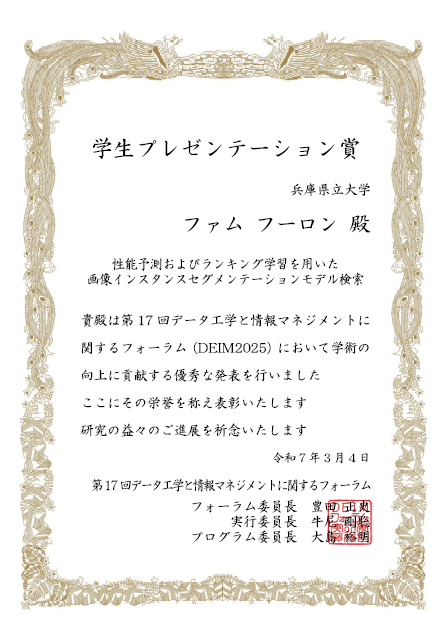 学生プレゼンテーション賞
兵庫県立大学
ファム フーロン 殿
性能予測およびランキング学習を用いた
画像インスタンスセグメンテーションモデル検索
貴殿は第17回データ工学と情報マネジメントに
関するフォーラム (DEIM2025) において学術の
向上に貢献する優秀な発表を行いました
ここにその栄誉を称え表彰いたします
研究の益々のご進展を祈念いたします
令和7年3月4日
第17回データ工学と情報マネジメントに関するフォーラム
フォーラム委員長 豊田 正史
実行委員長 牛尼 剛聡
プログラム委員長 大島 裕明